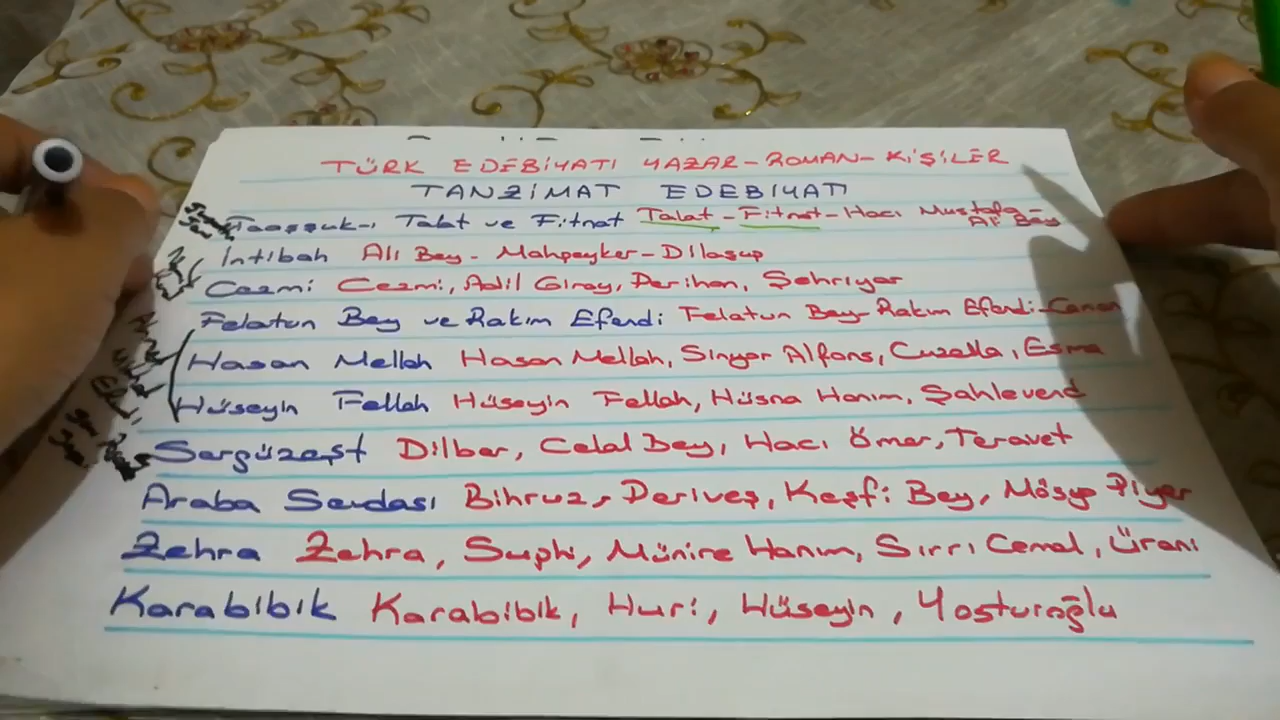 TÜRK EDEBİYATI YAZAR-ROMAN-KİŞİLER
TANZİMAT EDEBİYATI
Taaşşuk-ı Talat ve Fitnat Talat-Fitnat-Hacı Mustafa-Ali Bey
İntibah Ali Bey-Mahpeyker-Dilaşup
Cezmi Cezmi, Adil Giray, Perihan, Şehriyar
Felatun Bey ve Rakım Efendi Felatun Bey-Rakım Efendi-Canan
Hasan Mellah Hasan Mellah, Sinyor Alfons, Cuzella, Esma
Hüseyin Fellah Hüseyin Fellah, Hüsna Hanım, Şahlevend
Sergüzeşt Dilber, Celal Bey, Hacı Ömer, Teravet
Araba Sevdası Bihruz, Periveş, Keşfi Bey, Mösyö Piyer
Zehra Zehra, Suphi, Münire Hanım, Sırrı Cemal, Ürani
Karabibik Karabibik, Huri, Hüseyin, Yosturoğlu